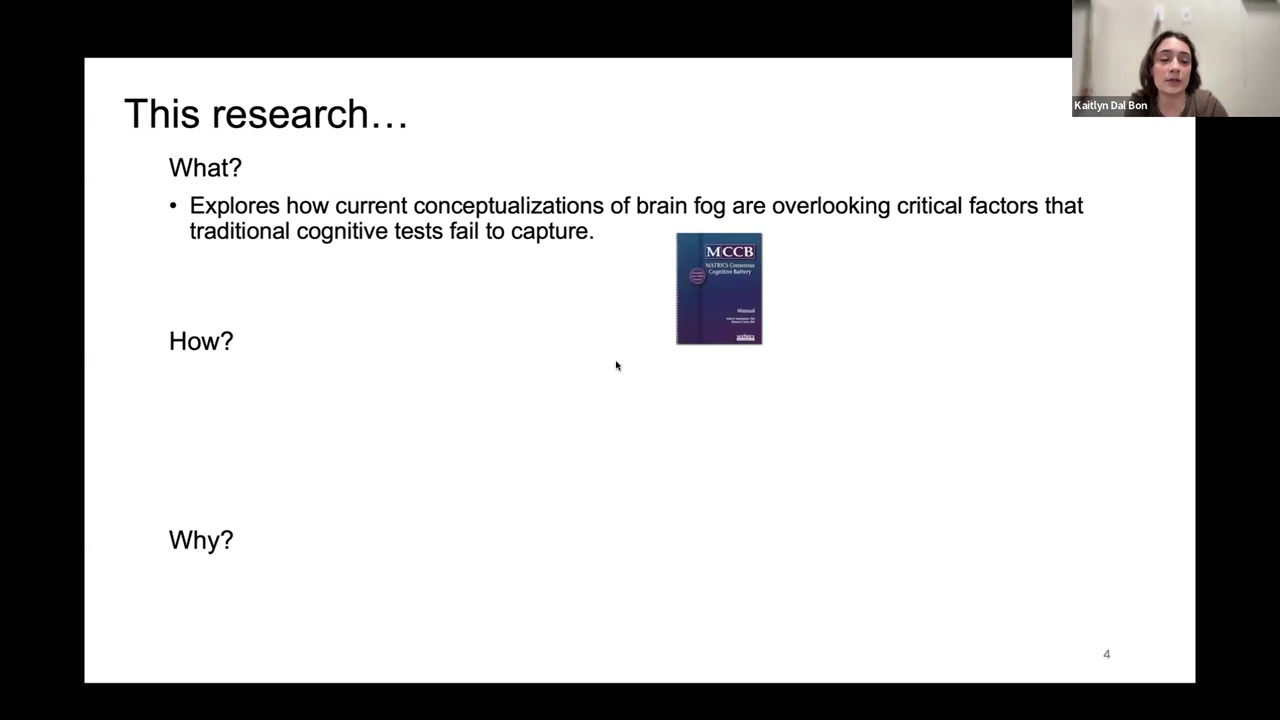 Kaitlyn Dal Bon
This research…
What?
• Explores how current conceptualizations of brain fog are overlooking critical factors that
traditional cognitive tests fail to capture.
MCCB
MATRICS Consensus
Cognitive Battery
Manual
MATRICS
How?
Why?
4